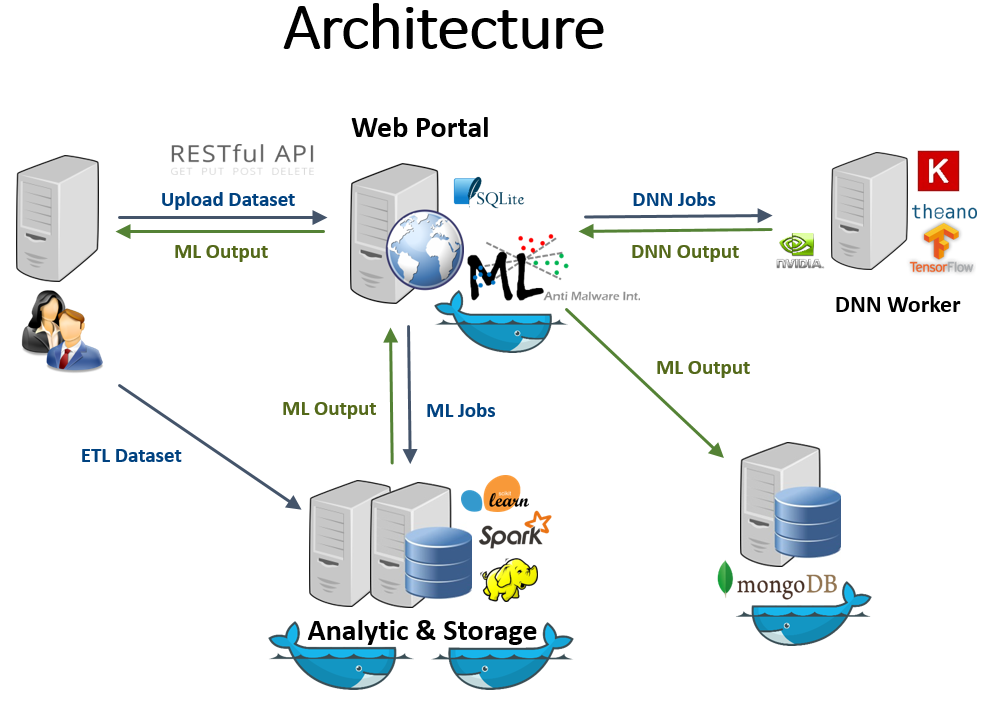 Architecture
Web Portal
RESTful API
GET PUT POST DELETE
Upload Dataset
ML Output
SQLite
DNN Jobs
DNN Output
K
theano
TensorFlow
NVIDIA.
DNN Worker
ML
Anti Malware Int.
ML Output
ML Output
ML Jobs
ETL Dataset
learn
Spark
mongoDB
Analytic & Storage